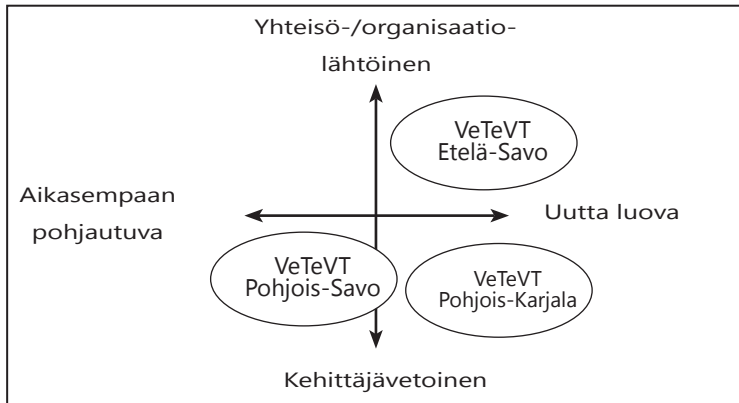 Yhteisö-/organisaatio-
lähtöinen
VeTeVT
Etelä-Savo
Aikasempaan
pohjautuva
Uutta luova
VeTeVT
Pohjois-Savo
VeTeVT
Pohjois-Karjala
Kehittäjävetoinen